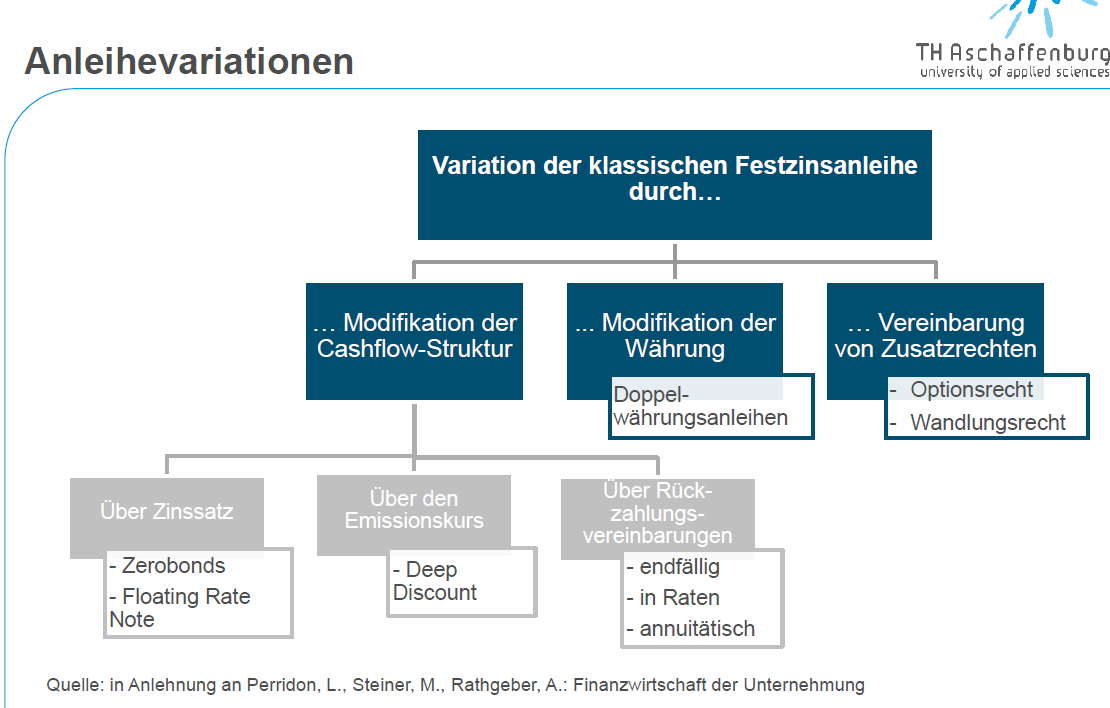 Anleihevariationen
TH Aschaffenburg
university of applied sciences
Variation der klassischen Festzinsanleihe
durch…
… Modifikation der
Cashflow-Struktur
... Modifikation der
Währung
Doppel-
währungsanleihen
… Vereinbarung
von Zusatzrechten
- Optionsrecht
- Wandlungsrecht
Über Zinssatz
- Zerobonds
- Floating Rate
Note
Über den
Emissionskurs
- Deep
Discount
Über Rück-
zahlungs-
vereinbarungen
- endfällig
- in Raten
- annuitätisch
Quelle: in Anlehnung an Perridon, L., Steiner, M., Rathgeber, A.: Finanzwirtschaft der Unternehmung